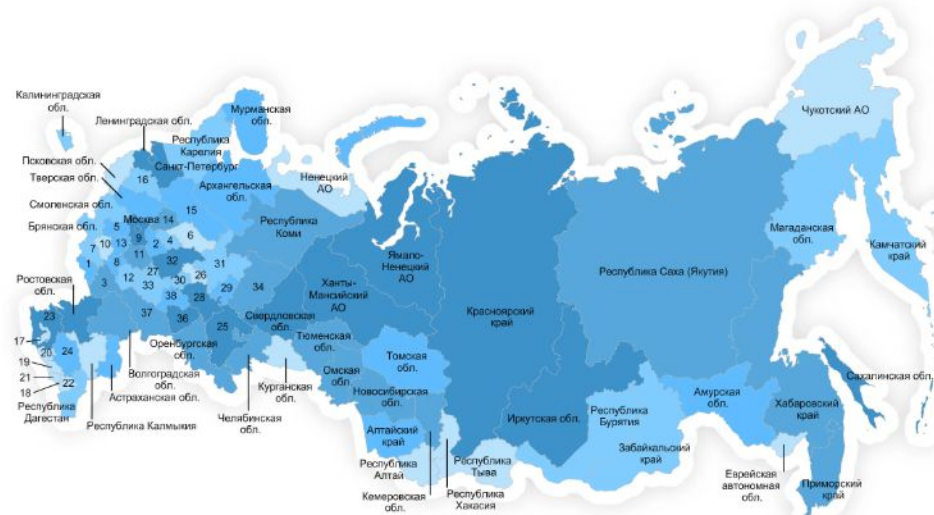 Калининградская
обл.
Ленинградская обл.
Мурманская
обл.
Чукотский АО
Республика
Карелия
Псковская обл.
Санкт-Петербург
Тверская обл.
16
Ненецкий
АО
Архангельская
обл.
Смоленская обл.
15
Москва
14
Брянская обл.
5
9
6
Республика
Коми
Магаданская
обл.
7
10
13
2
4
Камчатский
край
11
1
8
32
31
Ямало-
Ненецкий
АО
27
26
Республика Саха (Якутия)
Ростовская
обл.
3
12
33
30
29
34
Ханты-
Мансийский
АО
38
28
Красноярский
край
23
37
36
25
Свердловская
обл.
17
20
24
Оренбургская
обл.
Тюменская
обл.
Томская
обл.
19
Волгоградская
обл.
Омская
обл.
Сахалинская обл.
21
22
18
Астраханская обл.
Курганская
обл.
Новосибирская
обл.
Амурская
обл.
Хабаровский
край
Республика
Дагестан
Республика Калмыкия
Челябинская
обл.
Алтайский
край
Иркутская обл.
Республика
Бурятия
Забайкальский
край
Республика
Алтай
Республика
Тыва
Еврейская
автономная
обл.
Приморский
край
Кемеровская
обл.
Республика
Хакасия